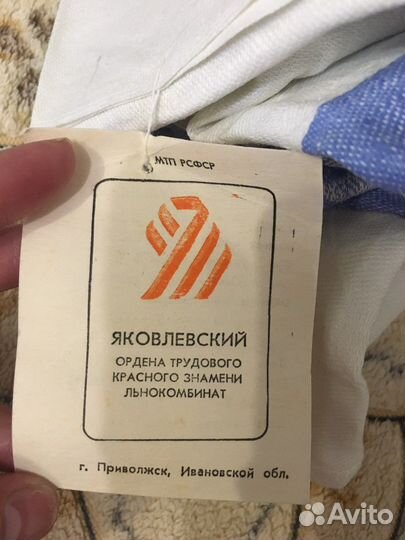 МТП РСФСР
ЯКОВЛЕВСКИЙ
ОРДЕНА ТРУДОВОГО
КРАСНОГО ЗНАМЕНИ
ЛЬНОКОМБИНАТ
г. Приволжск, Ивановской обл.
Avito